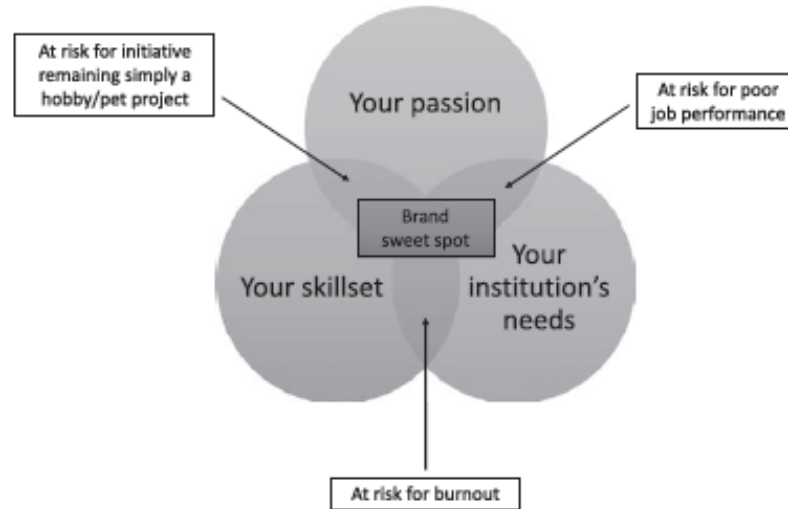 At risk for initiative
remaining simply a
hobby/pet project
Your passion
At risk for poor
job performance
Brand
sweet spot
Your skillset
Your
institution's
needs
At risk for burnout